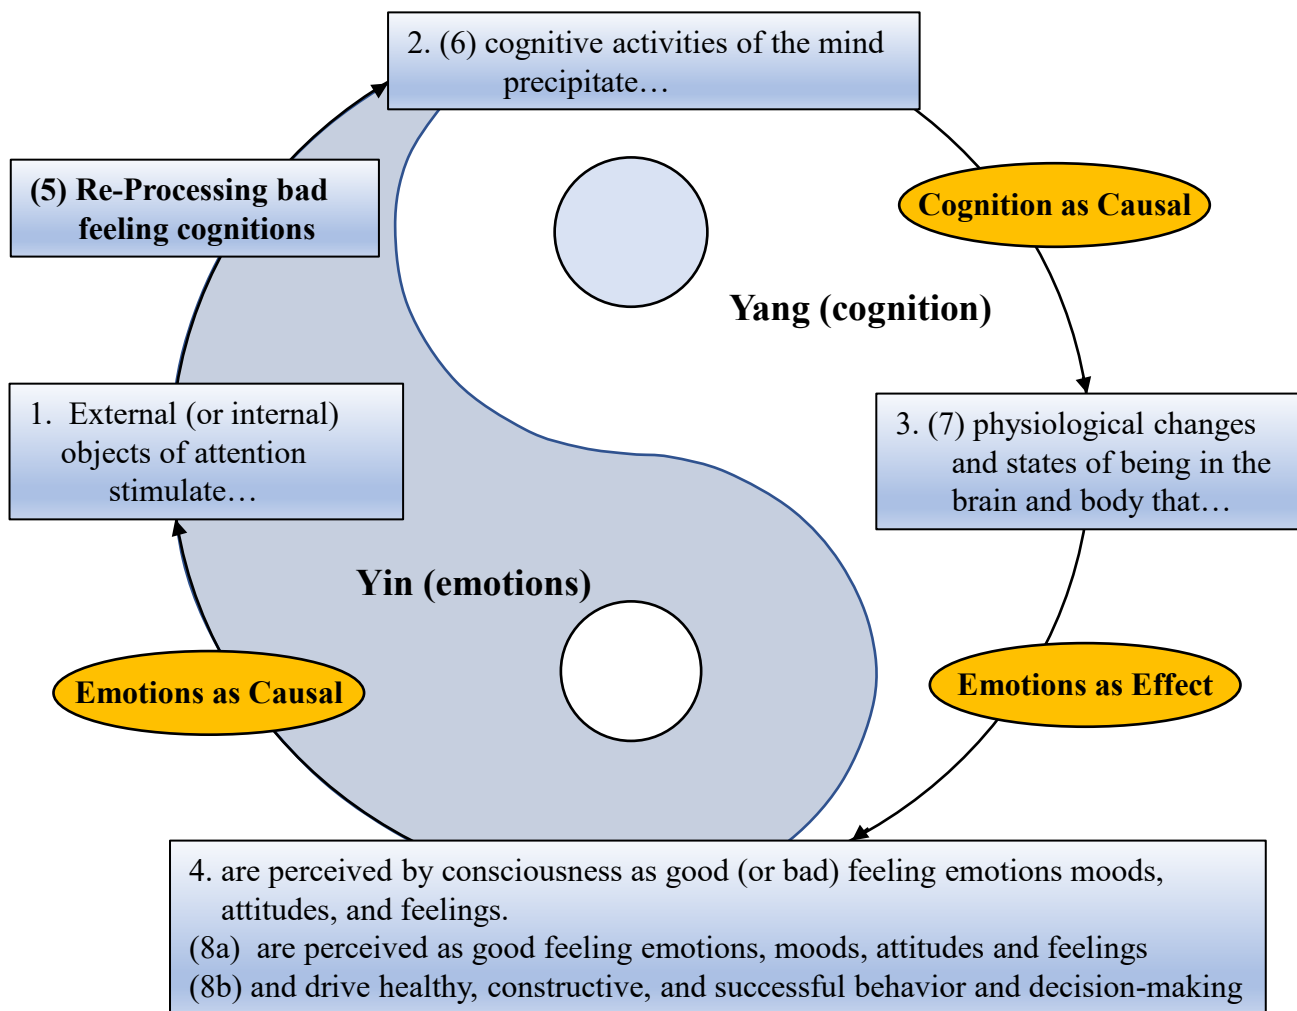 2. (6) cognitive activities of the mind
precipitate…
(5) Re-Processing bad
feeling cognitions
Cognition as Causal
Yang (cognition)
1. External (or internal)
objects of attention
stimulate…
3. (7) physiological changes
and states of being in the
brain and body that…
Yin (emotions)
Emotions as Causal
Emotions as Effect
4. are perceived by consciousness as good (or bad) feeling emotions moods,
attitudes, and feelings.
(8a) are perceived as good feeling emotions, moods, attitudes and feelings
(8b) and drive healthy, constructive, and successful behavior and decision-making